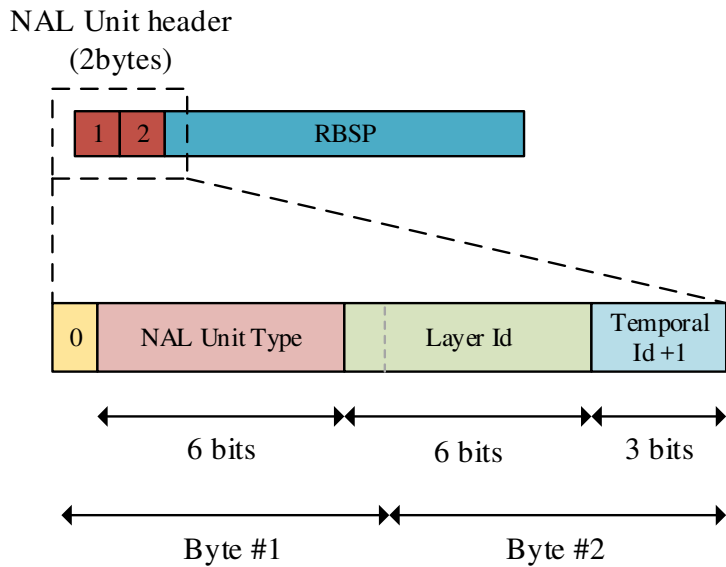 NAL Unit header
(2bytes)
1 2 RBSP
0 NAL Unit Type Layer Id Temporal
Id +1
6 bits 6 bits 3 bits
Byte #1 Byte #2